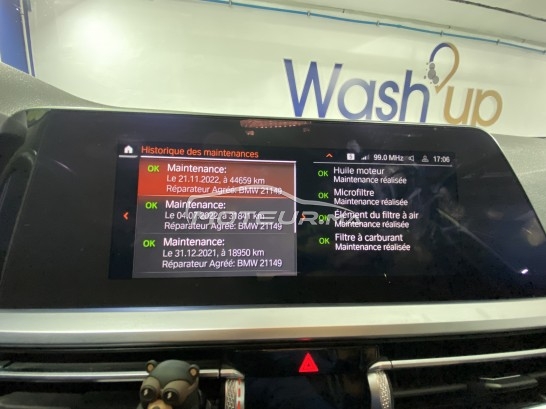 Wash up
Historique des maintenances
1 99.0 MHz 17:06
OK Maintenance:
Le 21.11.2022, à 44659 km
Réparateur Agréé: BMW 21149
OK Maintenance:
Réparateur Agréé: BMW 21149
OK Maintenance:
Le 31.12.2021, à 18950 km
Réparateur Agréé: BMW 21149
OK Huile moteur
Maintenance réalisée
OK Microfiltre
Maintenance réalisée
OK Elément du filtre à air
Maintenance réalisée
OK Filtre à carburant
Maintenance réalisée